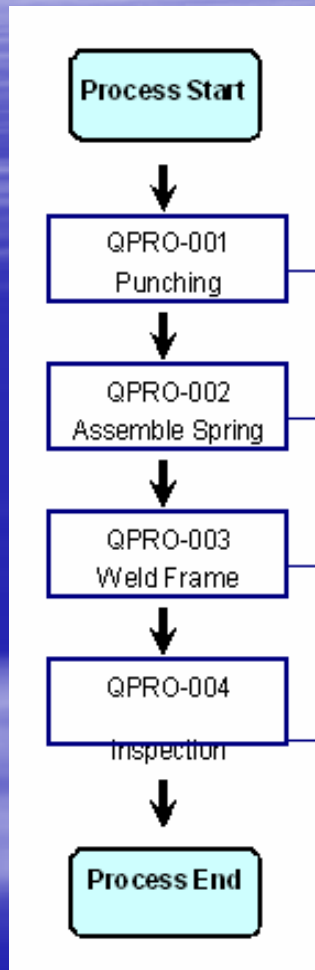 Process Start
QPRO-001
Punching
QPRO-002
Assemble Spring
QPRO-003
Weld Frame
QPRO-004
Inspection
Process End